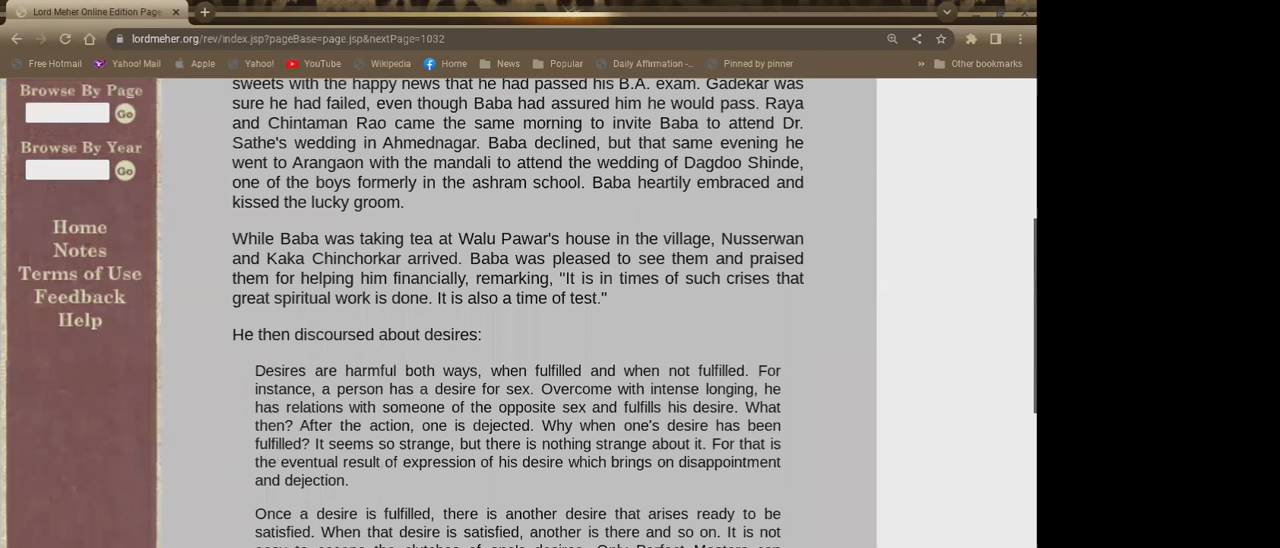 Lord Meher Online Edition Page
lordmeher.org/rev/index.jsp?pageBase=page.jsp&nextPage=1032
Free Hotmail Yahoo! Mail Apple Yahoo! YouTube Wikipedia Home News Popular Daily Affirmation -... Pinned by pinner » Other bookmarks
Browse By Page
Go
Browse By Year
Go
Home
Notes
Terms of Use
Feedback
Help
sweets with the happy news that he had passed his B.A. exam. Gadekar was
sure he had failed, even though Baba had assured him he would pass. Raya
and Chintaman Rao came the same morning to invite Baba to attend Dr.
Sathe's wedding in Ahmednagar. Baba declined, but that same evening he
went to Arangaon with the mandali to attend the wedding of Dagdoo Shinde,
one of the boys formerly in the ashram school. Baba heartily embraced and
kissed the lucky groom.
While Baba was taking tea at Walu Pawar's house in the village, Nusserwan
and Kaka Chinchorkar arrived. Baba was pleased to see them and praised
them for helping him financially, remarking, "It is in times of such crises that
great spiritual work is done. It is also a time of test."
He then discoursed about desires:
Desires are harmful both ways, when fulfilled and when not fulfilled. For
instance, a person has a desire for sex. Overcome with intense longing, he
has relations with someone of the opposite sex and fulfills his desire. What
then? After the action, one is dejected. Why when one's desire has been
fulfilled? It seems so strange, but there is nothing strange about it. For that is
the eventual result of expression of his desire which brings on disappointment
and dejection.
Once a desire is fulfilled, there is another desire that arises ready to be
satisfied. When that desire is satisfied, another is there and so on. It is not
easy to escape the clutches of one's desires. Only Perfect Masters can